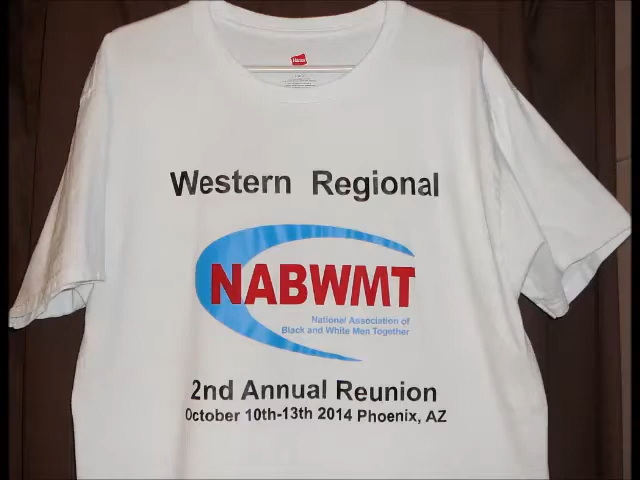 Hanes
Western Regional
NABWMT
National Association of
Black and White Men Together
2nd Annual Reunion
October 10th-13th 2014 Phoenix, AZ